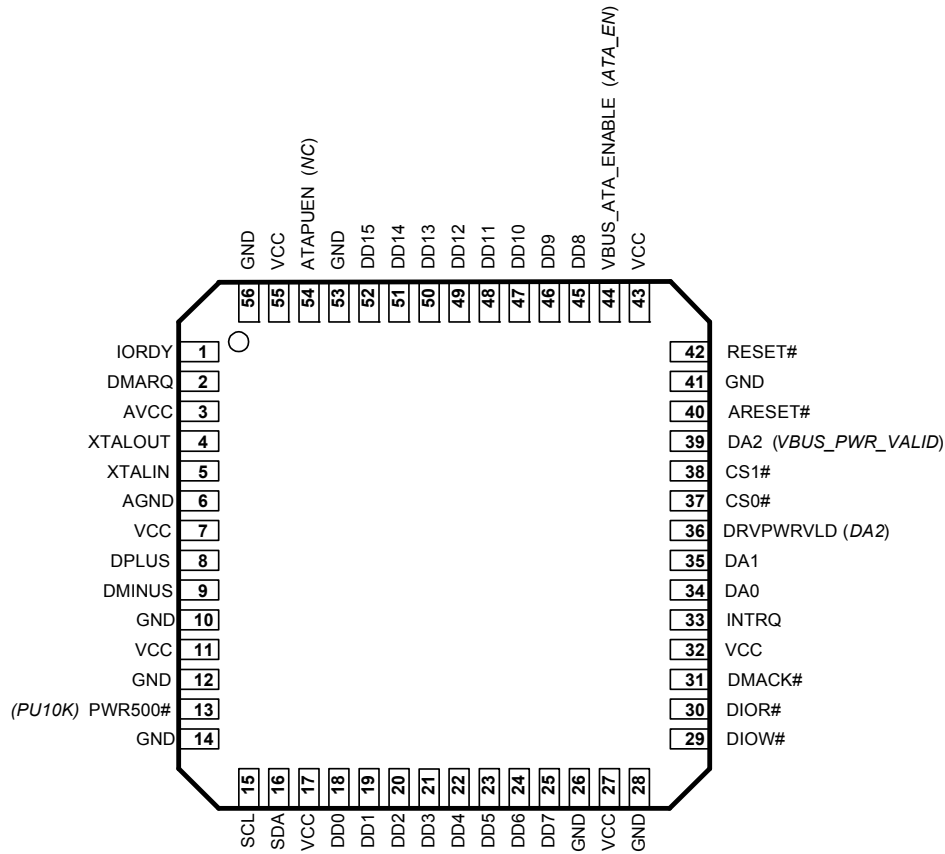 VBUS_ATA_ENABLE (ATA_EN)
ATAPUEN (NC)
GND
VCC
GND
DD15
DD14
DD13
DD12
DD11
DD10
DD9
DD8
VCC
56
55
54
53
52
51
50
49
48
47
46
45
44
43
IORDY 1
DMARQ 2
AVCC 3
XTALOUT 4
XTALIN 5
AGND 6
VCC 7
DPLUS 8
DMINUS 9
GND 10
VCC 11
GND 12
(PU10K) PWR500# 13
GND 14
42 RESET#
41 GND
40 ARESET#
39 DA2 (VBUS_PWR_VALID)
38 CS1#
37 CS0#
36 DRVPWRVLD (DA2)
35 DA1
34 DA0
33 INTRQ
32 VCC
31 DMACK#
30 DIOR#
29 DIOW#
15
16
17
18
19
20
21
22
23
24
25
26
27
28
SCL
SDA
VCC
DD0
DD1
DD2
DD3
DD4
DD5
DD6
DD7
GND
VCC
GND